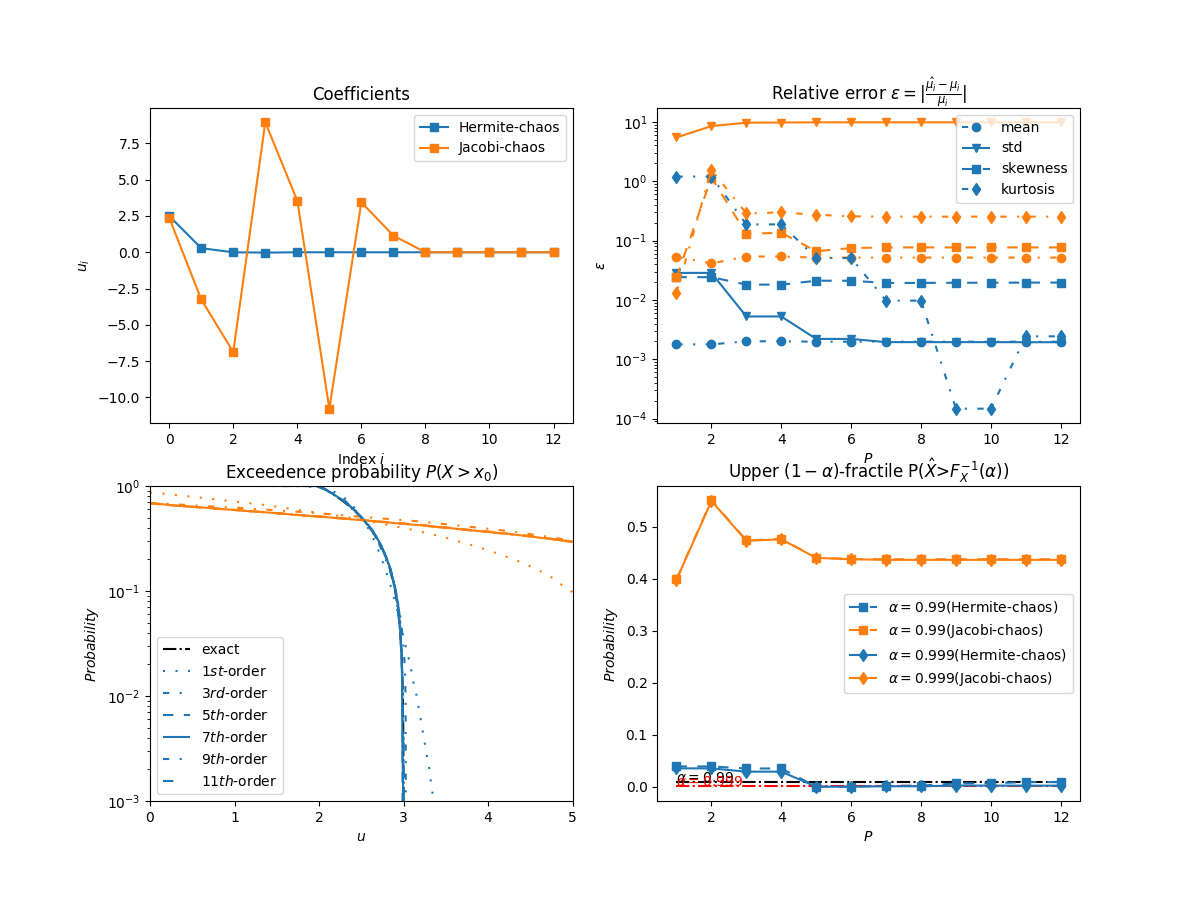 Coefficients
7.5
5.0
2.5
0.0
−2.5
−5.0
−7.5
−10.0
u_i
0 2 4 6 8 10 12
Index i
Hermite-chaos
Jacobi-chaos
Relative error ε = |(μ̂_i − μ_i)/μ_i|
10^1
10^0
10^−1
10^−2
10^−3
10^−4
ε
2 4 6 8 10 12
P
mean
std
skewness
kurtosis
Exceedence probability P(X > x_0)
10^0
10^−1
10^−2
10^−3
Probability
0 1 2 3 4 5
u
exact
1st-order
3rd-order
5th-order
7th-order
9th-order
11th-order
Upper (1 − α)-fractile P(X̂>F_X^−1(α))
0.5
0.4
0.3
0.2
0.1
0.0
Probability
2 4 6 8 10 12
P
α = 0.99(Hermite-chaos)
α = 0.99(Jacobi-chaos)
α = 0.999(Hermite-chaos)
α = 0.999(Jacobi-chaos)
α = 0.99
α = 0.999